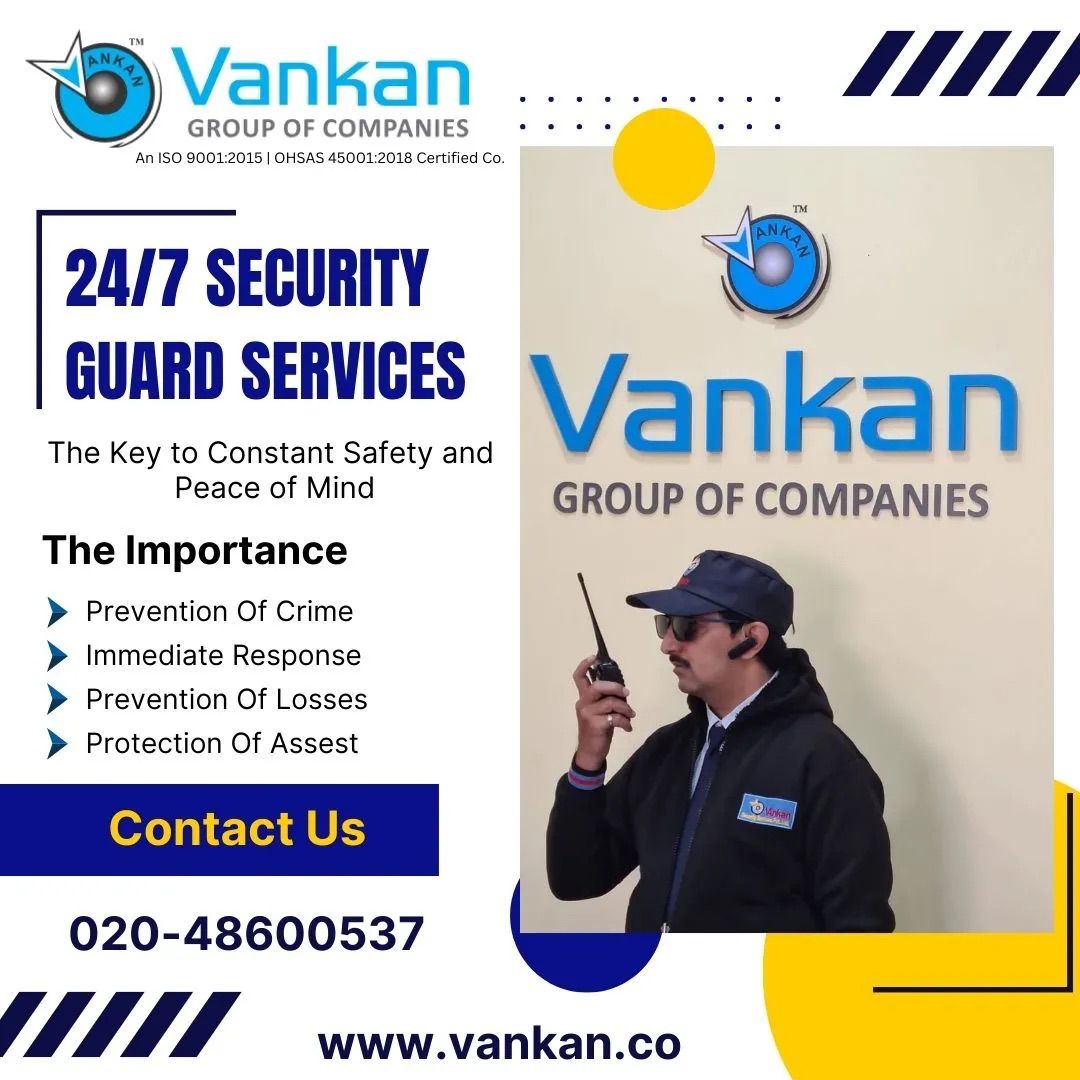 VANKAN
TM
Vankan
GROUP OF COMPANIES
An ISO 9001:2015 | OHSAS 45001:2018 Certified Co.
24/7 SECURITY
GUARD SERVICES
The Key to Constant Safety and
Peace of Mind
The Importance
Prevention Of Crime
Immediate Response
Prevention Of Losses
Protection Of Assest
Contact Us
020-48600537
www.vankan.co
TM
VANKAN
Vankan
GROUP OF COMPANIES
Vankan